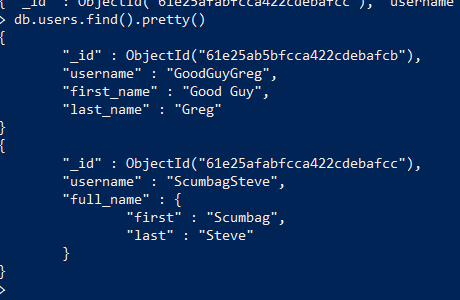 { "_id" : ObjectId("61e25afabfcca422cdebafcc"), "username"
> db.users.find().pretty()
{
"_id" : ObjectId("61e25ab5bfcca422cdebafcb"),
"username" : "GoodGuyGreg",
"first_name" : "Good Guy",
"last_name" : "Greg"
}
{
"_id" : ObjectId("61e25afabfcca422cdebafcc"),
"username" : "ScumbagSteve",
"full_name" : {
"first" : "Scumbag",
"last" : "Steve"
}
}
>